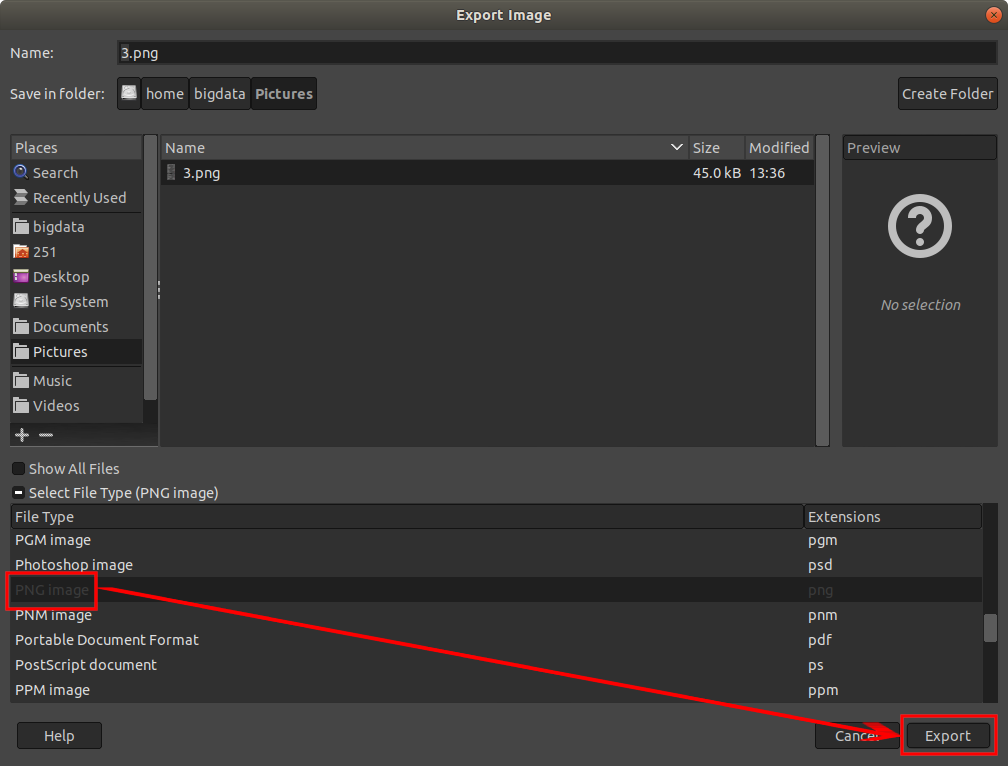 Export Image
Name: 3.png
Save in folder: home bigdata Pictures Create Folder
Places Name Size Modified Preview
Search 3.png 45.0 kB 13:36
Recently Used
bigdata
251
Desktop
File System No selection
Documents
Pictures
Music
Videos
Show All Files
Select File Type (PNG image)
File Type Extensions
PGM image pgm
Photoshop image psd
PNG image png
PNM image pnm
Portable Document Format pdf
PostScript document ps
PPM image ppm
Help Cancel Export